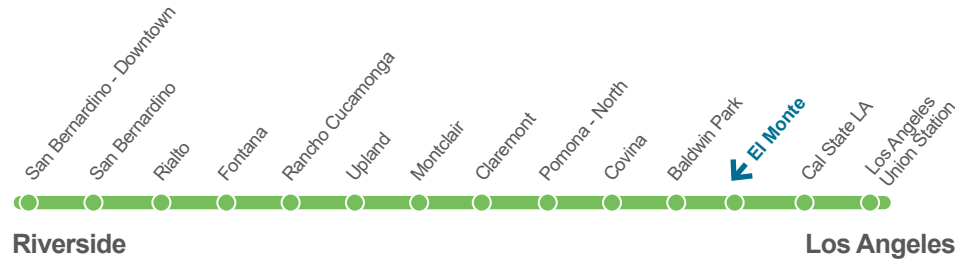 San Bernardino - Downtown
San Bernardino
Rialto
Fontana
Rancho Cucamonga
Upland
Montclair
Claremont
Pomona - North
Covina
Baldwin Park
El Monte
Cal State LA
Los Angeles
Union Station
Riverside
Los Angeles